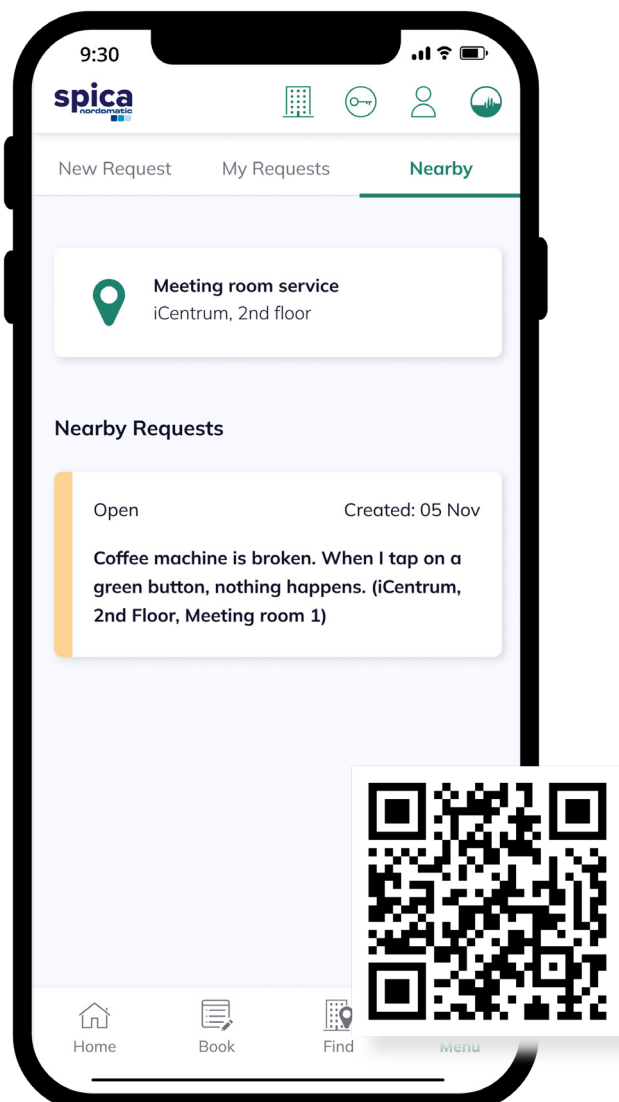 9:30
spica
nordomatic
New Request My Requests Nearby
Meeting room service
iCentrum, 2nd floor
Nearby Requests
Open Created: 05 Nov
Coffee machine is broken. When I tap on a
green button, nothing happens. (iCentrum,
2nd Floor, Meeting room 1)
Home Book Find Menu